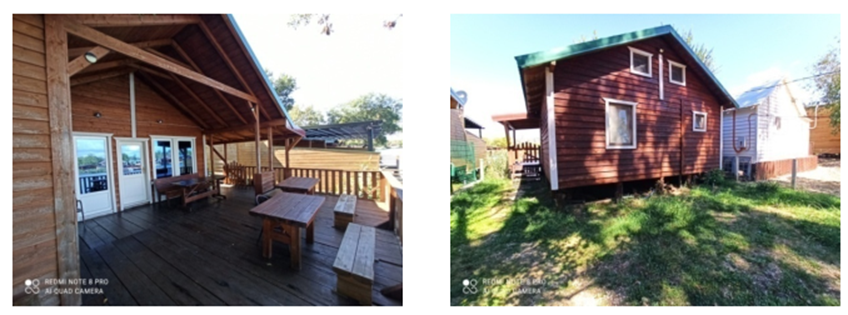 REDMI NOTE 8 PRO
AI QUAD CAMERA
REDMI NOTE 8 PRO
AI QUAD CAMERA